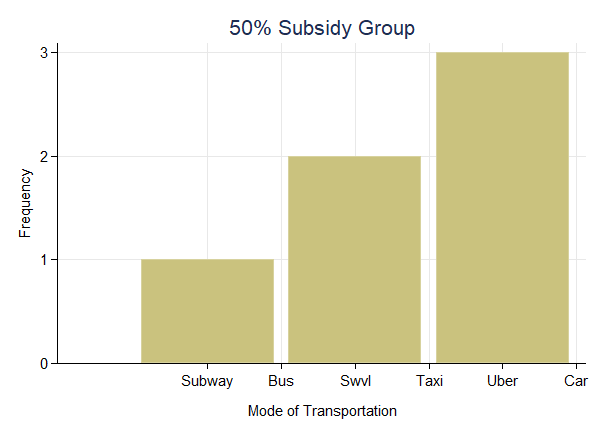 50% Subsidy Group
Frequency
3
2
1
0
Subway Bus Swvl Taxi Uber Car
Mode of Transportation